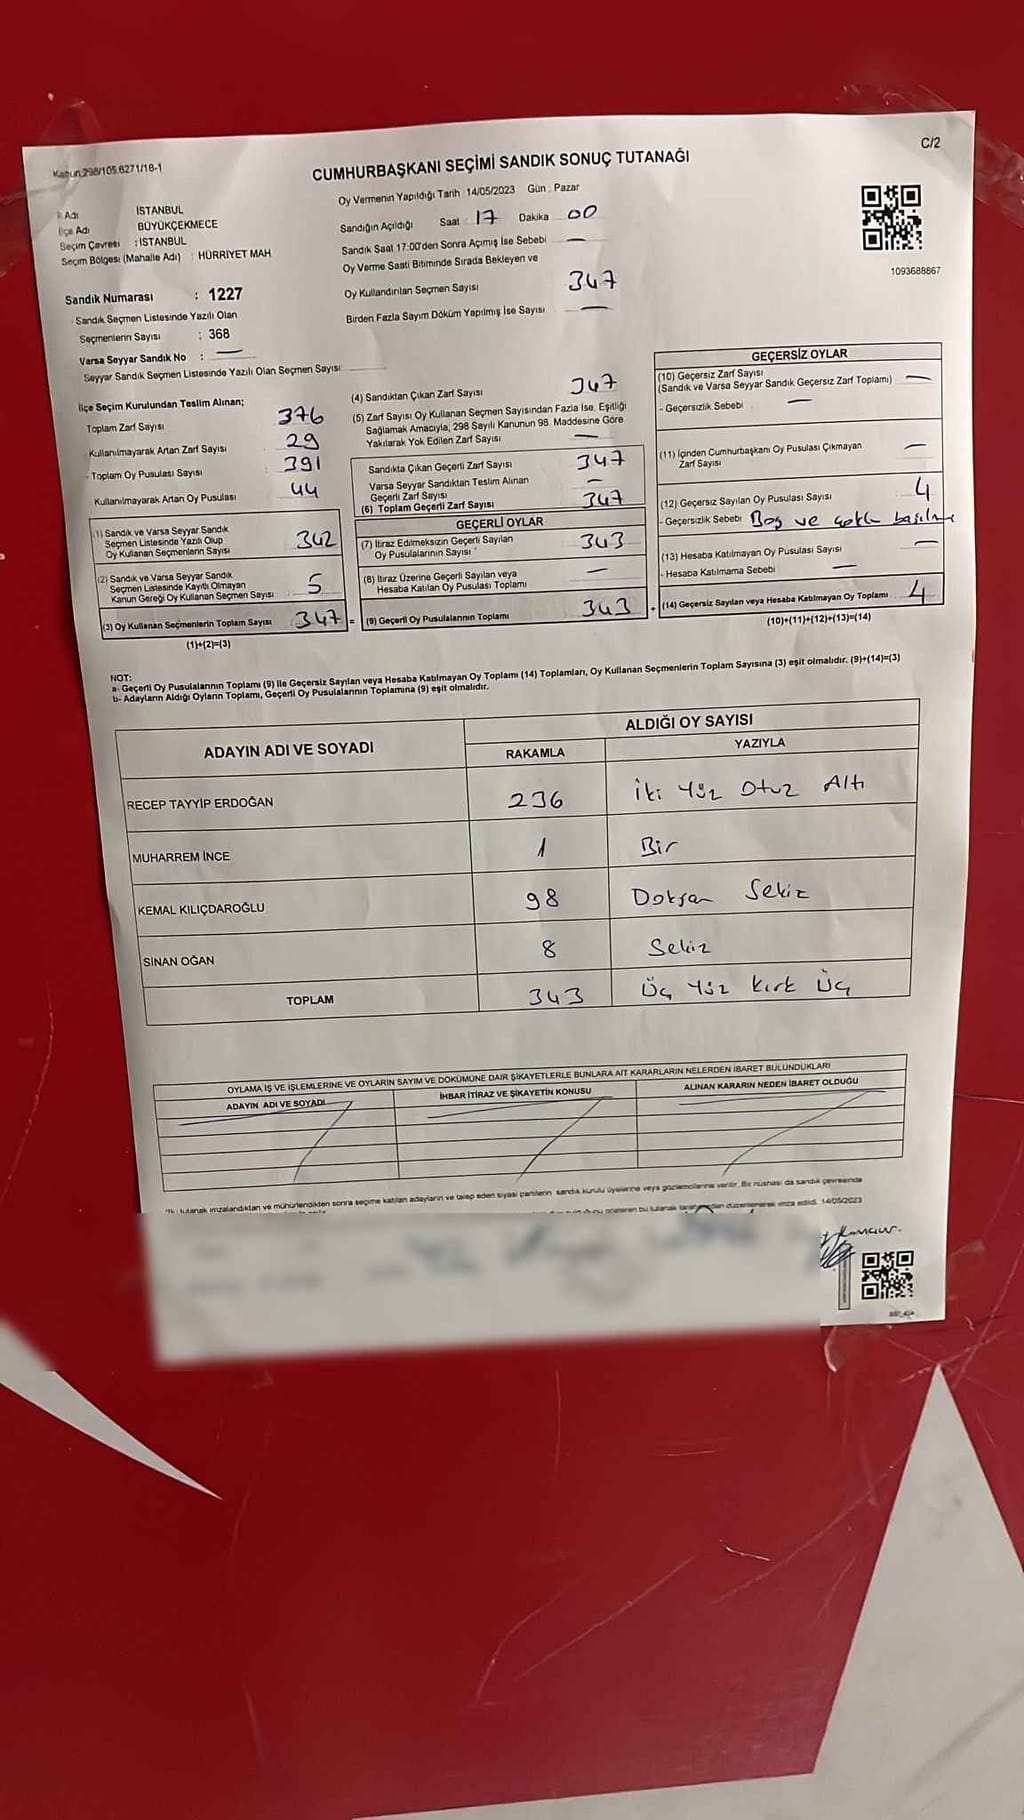 Kanun:298/105.6271/18-1
C/2
CUMHURBAŞKANI SEÇİMİ SANDIK SONUÇ TUTANAĞI
Oy Vermenin Yapıldığı Tarih 14/05/2023 Gün : Pazar
İl Adı İSTANBUL
İlçe Adı BÜYÜKÇEKMECE
Seçim Çevresi : İSTANBUL
Seçim Bölgesi (Mahalle Adı) : HÜRRİYET MAH
Sandığın Açıldığı Saat 17 Dakika 00
Sandık Saat 17:00'den Sonra Açımış İse Sebebi —
Oy Verme Saati Bitiminde Sırada Bekleyen ve
Oy Kullandırılan Seçmen Sayısı 347
Birden Fazla Sayım Döküm Yapılmış İse Sayısı —
1093688867
Sandık Numarası : 1227
Sandık Seçmen Listesinde Yazılı Olan
Seçmenlerin Sayısı : 368
Varsa Seyyar Sandık No : —
Seyyar Sandık Seçmen Listesinde Yazılı Olan Seçmen Sayısı:
İlçe Seçim Kurulundan Teslim Alınan;
Toplam Zarf Sayısı 376
Kullanılmayarak Artan Zarf Sayısı : 29
- Toplam Oy Pusulası Sayısı : 391
Kullanılmayarak Artan Oy Pusulası 44
(1) Sandık ve Varsa Seyyar Sandık
Seçmen Listesinde Yazılı Olup
Oy Kullanan Seçmenlerin Sayısı 342
(2) Sandık ve Varsa Seyyar Sandık
Seçmen Listesinde Kayıtlı Olmayan
Kanun Gereği Oy Kullanan Seçmen Sayısı 5
(3) Oy Kullanan Seçmenlerin Toplam Sayısı 347 =
(1)+(2)=(3)
(4) Sandıktan Çıkan Zarf Sayısı 347
(5) Zarf Sayısı Oy Kullanan Seçmen Sayısından Fazla İse, Eşitliği
Sağlamak Amacıyla, 298 Sayılı Kanunun 98. Maddesine Göre
Yakılarak Yok Edilen Zarf Sayısı —
Sandıkta Çıkan Geçerli Zarf Sayısı 347
Varsa Seyyar Sandıktan Teslim Alınan
Geçerli Zarf Sayısı —
(6) Toplam Geçerli Zarf Sayısı 347
GEÇERLİ OYLAR
(7) İtiraz Edilmeksizin Geçerli Sayılan
Oy Pusulalarının Sayısı 343
(8) İtiraz Üzerine Geçerli Sayılan veya
Hesaba Katılan Oy Pusulası Toplamı —
(9) Geçerli Oy Pusulalarının Toplamı 343 +
GEÇERSİZ OYLAR
(10) Geçersiz Zarf Sayısı
(Sandık ve Varsa Seyyar Sandık Geçersiz Zarf Toplamı) —
- Geçersizlik Sebebi —
(11) İçinden Cumhurbaşkanı Oy Pusulası Çıkmayan
Zarf Sayısı —
(12) Geçersiz Sayılan Oy Pusulası Sayısı 4
- Geçersizlik Sebebi Boş ve çoklu basılmış
(13) Hesaba Katılmayan Oy Pusulası Sayısı —
- Hesaba Katılmama Sebebi —
(14) Geçersiz Sayılan veya Hesaba Katılmayan Oy Toplamı 4
(10)+(11)+(12)+(13)=(14)
NOT:
a- Geçerli Oy Pusulalarının Toplamı (9) ile Geçersiz Sayılan veya Hesaba Katılmayan Oy Toplamı (14) Toplamları, Oy Kullanan Seçmenlerin Toplam Sayısına (3) eşit olmalıdır. (9)+(14)=(3)
b- Adayların Aldığı Oyların Toplamı, Geçerli Oy Pusulalarının Toplamına (9) eşit olmalıdır.
ADAYIN ADI VE SOYADI
ALDIĞI OY SAYISI
RAKAMLA YAZIYLA
RECEP TAYYİP ERDOĞAN 236 İki Yüz Otuz Altı
MUHARREM İNCE 1 Bir
KEMAL KILIÇDAROĞLU 98 Doksan Sekiz
SİNAN OĞAN 8 Sekiz
TOPLAM 343 Üç Yüz Kırk Üç
OYLAMA İŞ VE İŞLEMLERİNE VE OYLARIN SAYIM VE DÖKÜMÜNE DAİR ŞİKAYETLERLE BUNLARA AİT KARARLARIN NELERDEN İBARET BULUNDUKLARI
ADAYIN ADI VE SOYADI İHBAR İTİRAZ VE ŞİKAYETİN KONUSU ALINAN KARARIN NEDEN İBARET OLDUĞU
tutanak imzalandıktan ve mühürlendikten sonra seçime katılan adayların ve talep eden siyasi partilerin sandık kurulu üyelerine veya gözlemcilerine verilir. Bir nüshası da sandık çevresinde
gösteren bu tutanak düzenlenerek imza edildi. 14/05/2023